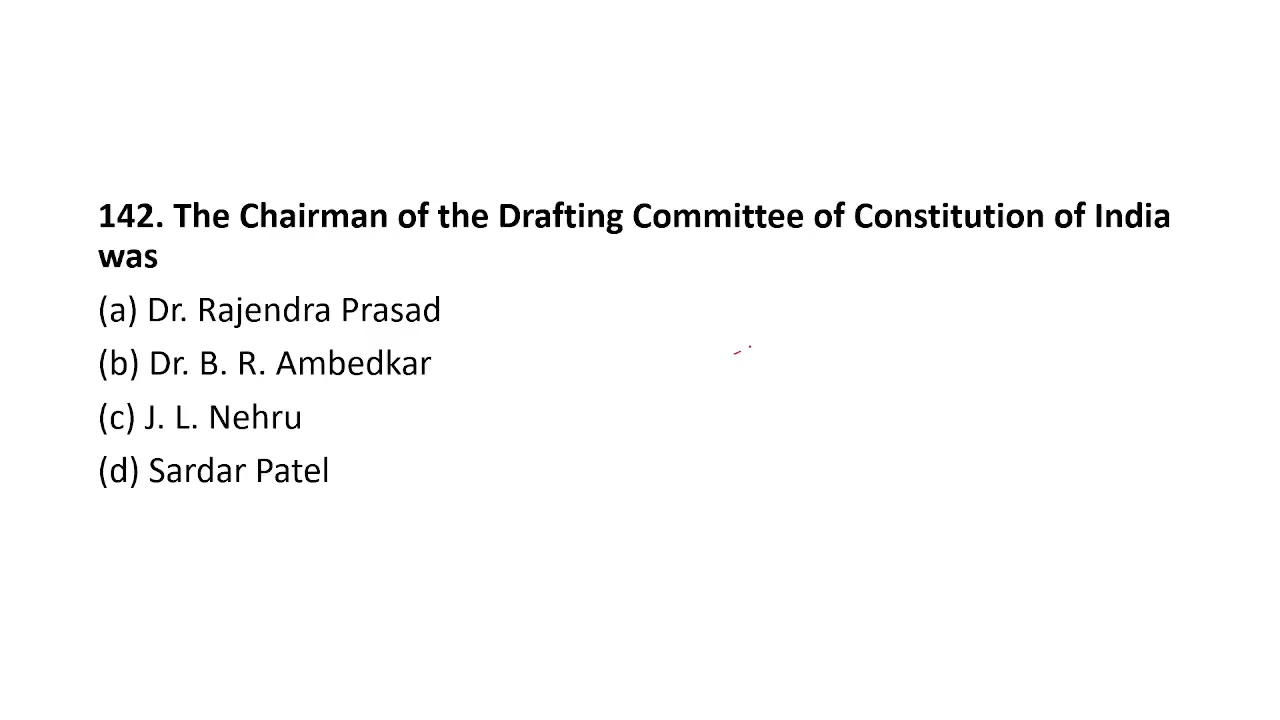 142. The Chairman of the Drafting Committee of Constitution of India
was
(a) Dr. Rajendra Prasad
(b) Dr. B. R. Ambedkar
(c) J. L. Nehru
(d) Sardar Patel